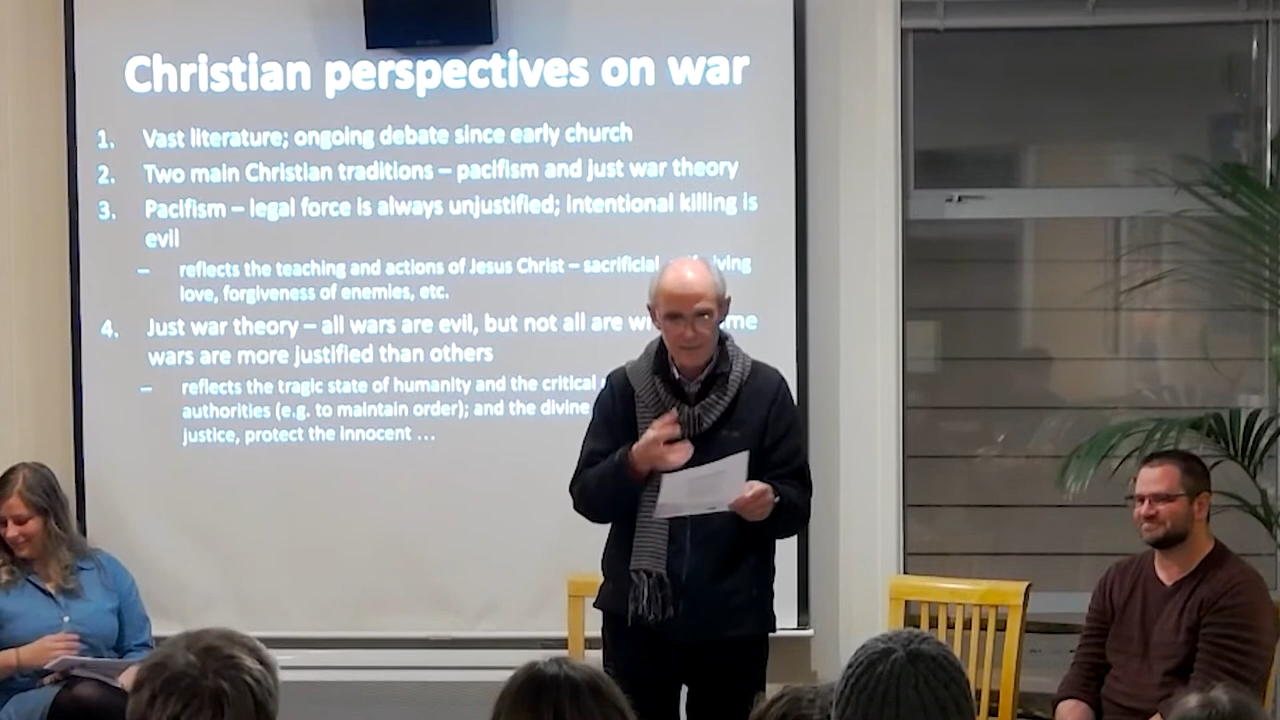 Christian perspectives on war
1. Vast literature; ongoing debate since early church
2. Two main Christian traditions – pacifism and just war theory
3. Pacifism – legal force is always unjustified; intentional killing is
evil
– reflects the teaching and actions of Jesus Christ – sacrificial
love, forgiveness of enemies, etc.
4. Just war theory – all wars are evil, but not all are
wars are more justified than others
– reflects the tragic state of humanity and the critical
authorities (e.g. to maintain order); and the divine
justice, protect the innocent ...